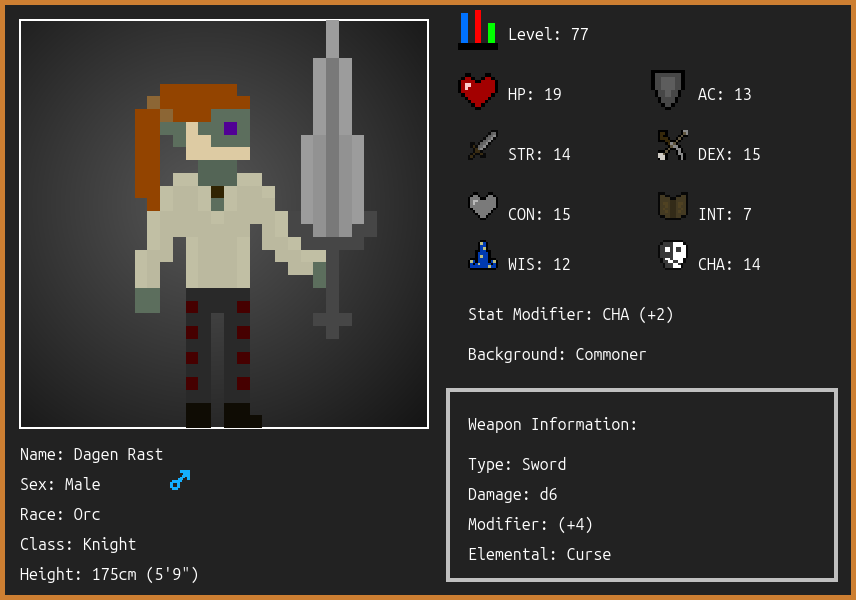 Level: 77
HP: 19
AC: 13
STR: 14
DEX: 15
CON: 15
INT: 7
WIS: 12
CHA: 14
Stat Modifier: CHA (+2)
Background: Commoner
Weapon Information:
Type: Sword
Damage: d6
Modifier: (+4)
Elemental: Curse
Name: Dagen Rast
Sex: Male
Race: Orc
Class: Knight
Height: 175cm (5'9")